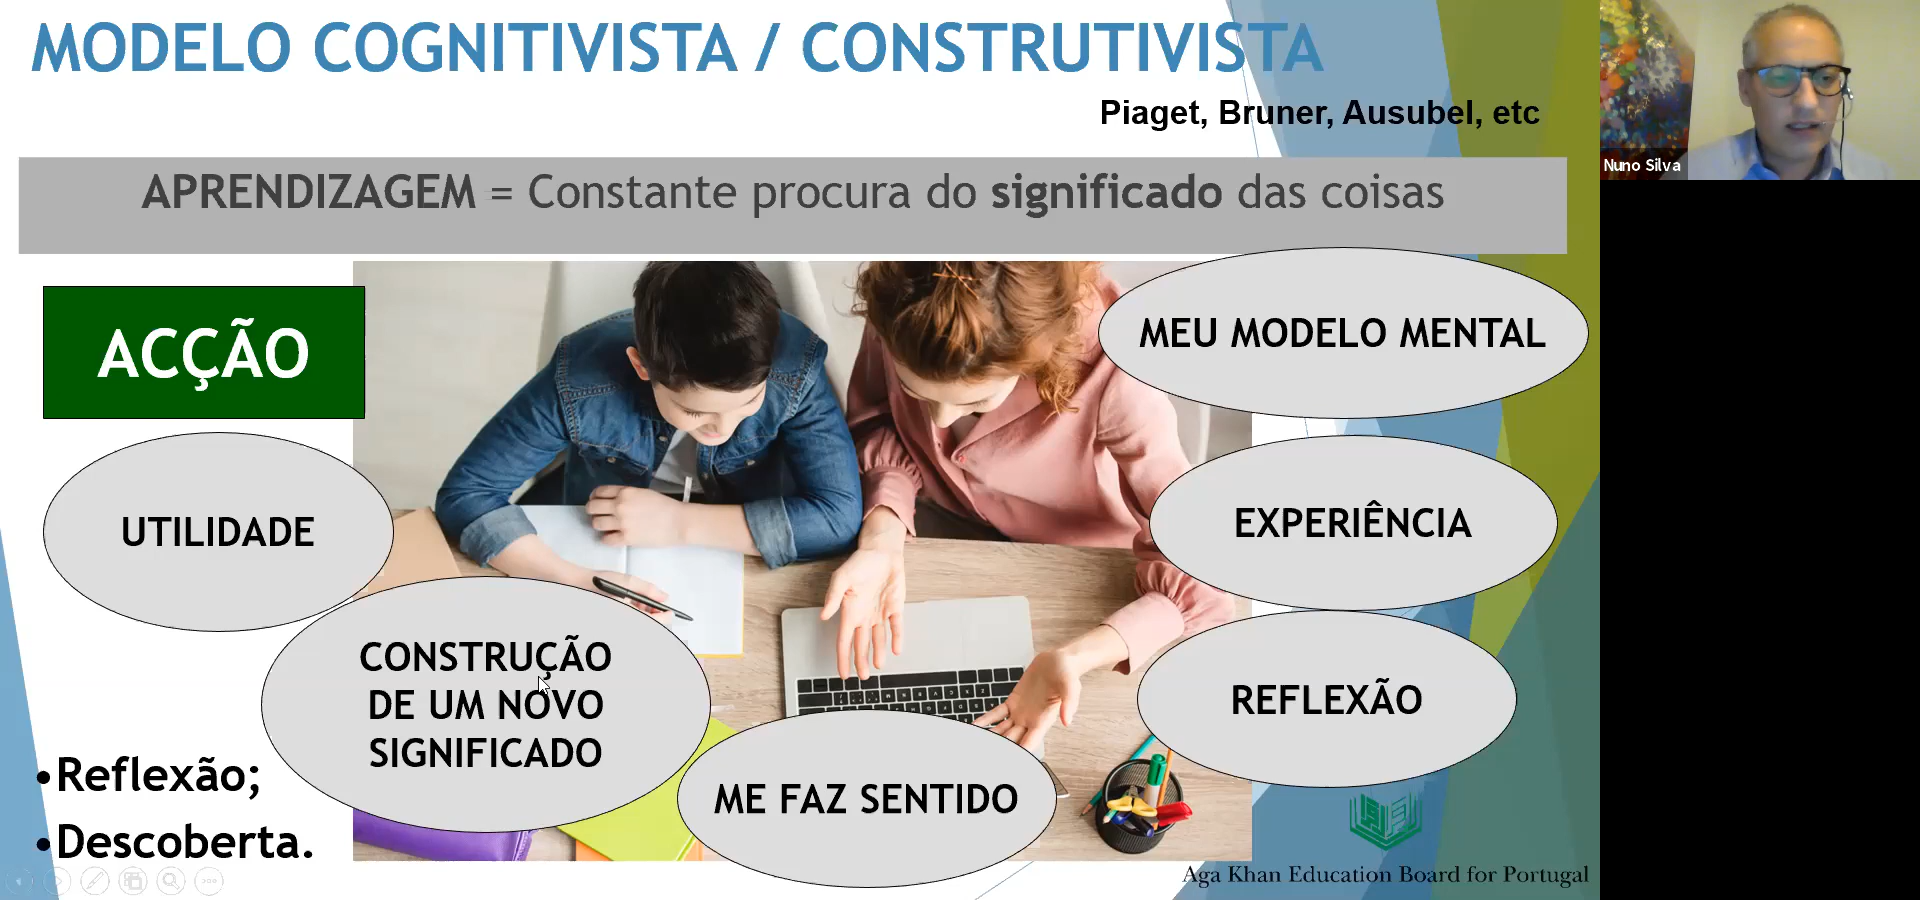 MODELO COGNITIVISTA / CONSTRUTIVISTA
Piaget, Bruner, Ausubel, etc
Nuno Silva
APRENDIZAGEM = Constante procura do significado das coisas
ACÇÃO
MEU MODELO MENTAL
UTILIDADE
EXPERIÊNCIA
CONSTRUÇÃO
DE UM NOVO
SIGNIFICADO
REFLEXÃO
ME FAZ SENTIDO
•Reflexão;
•Descoberta.
Aga Khan Education Board for Portugal